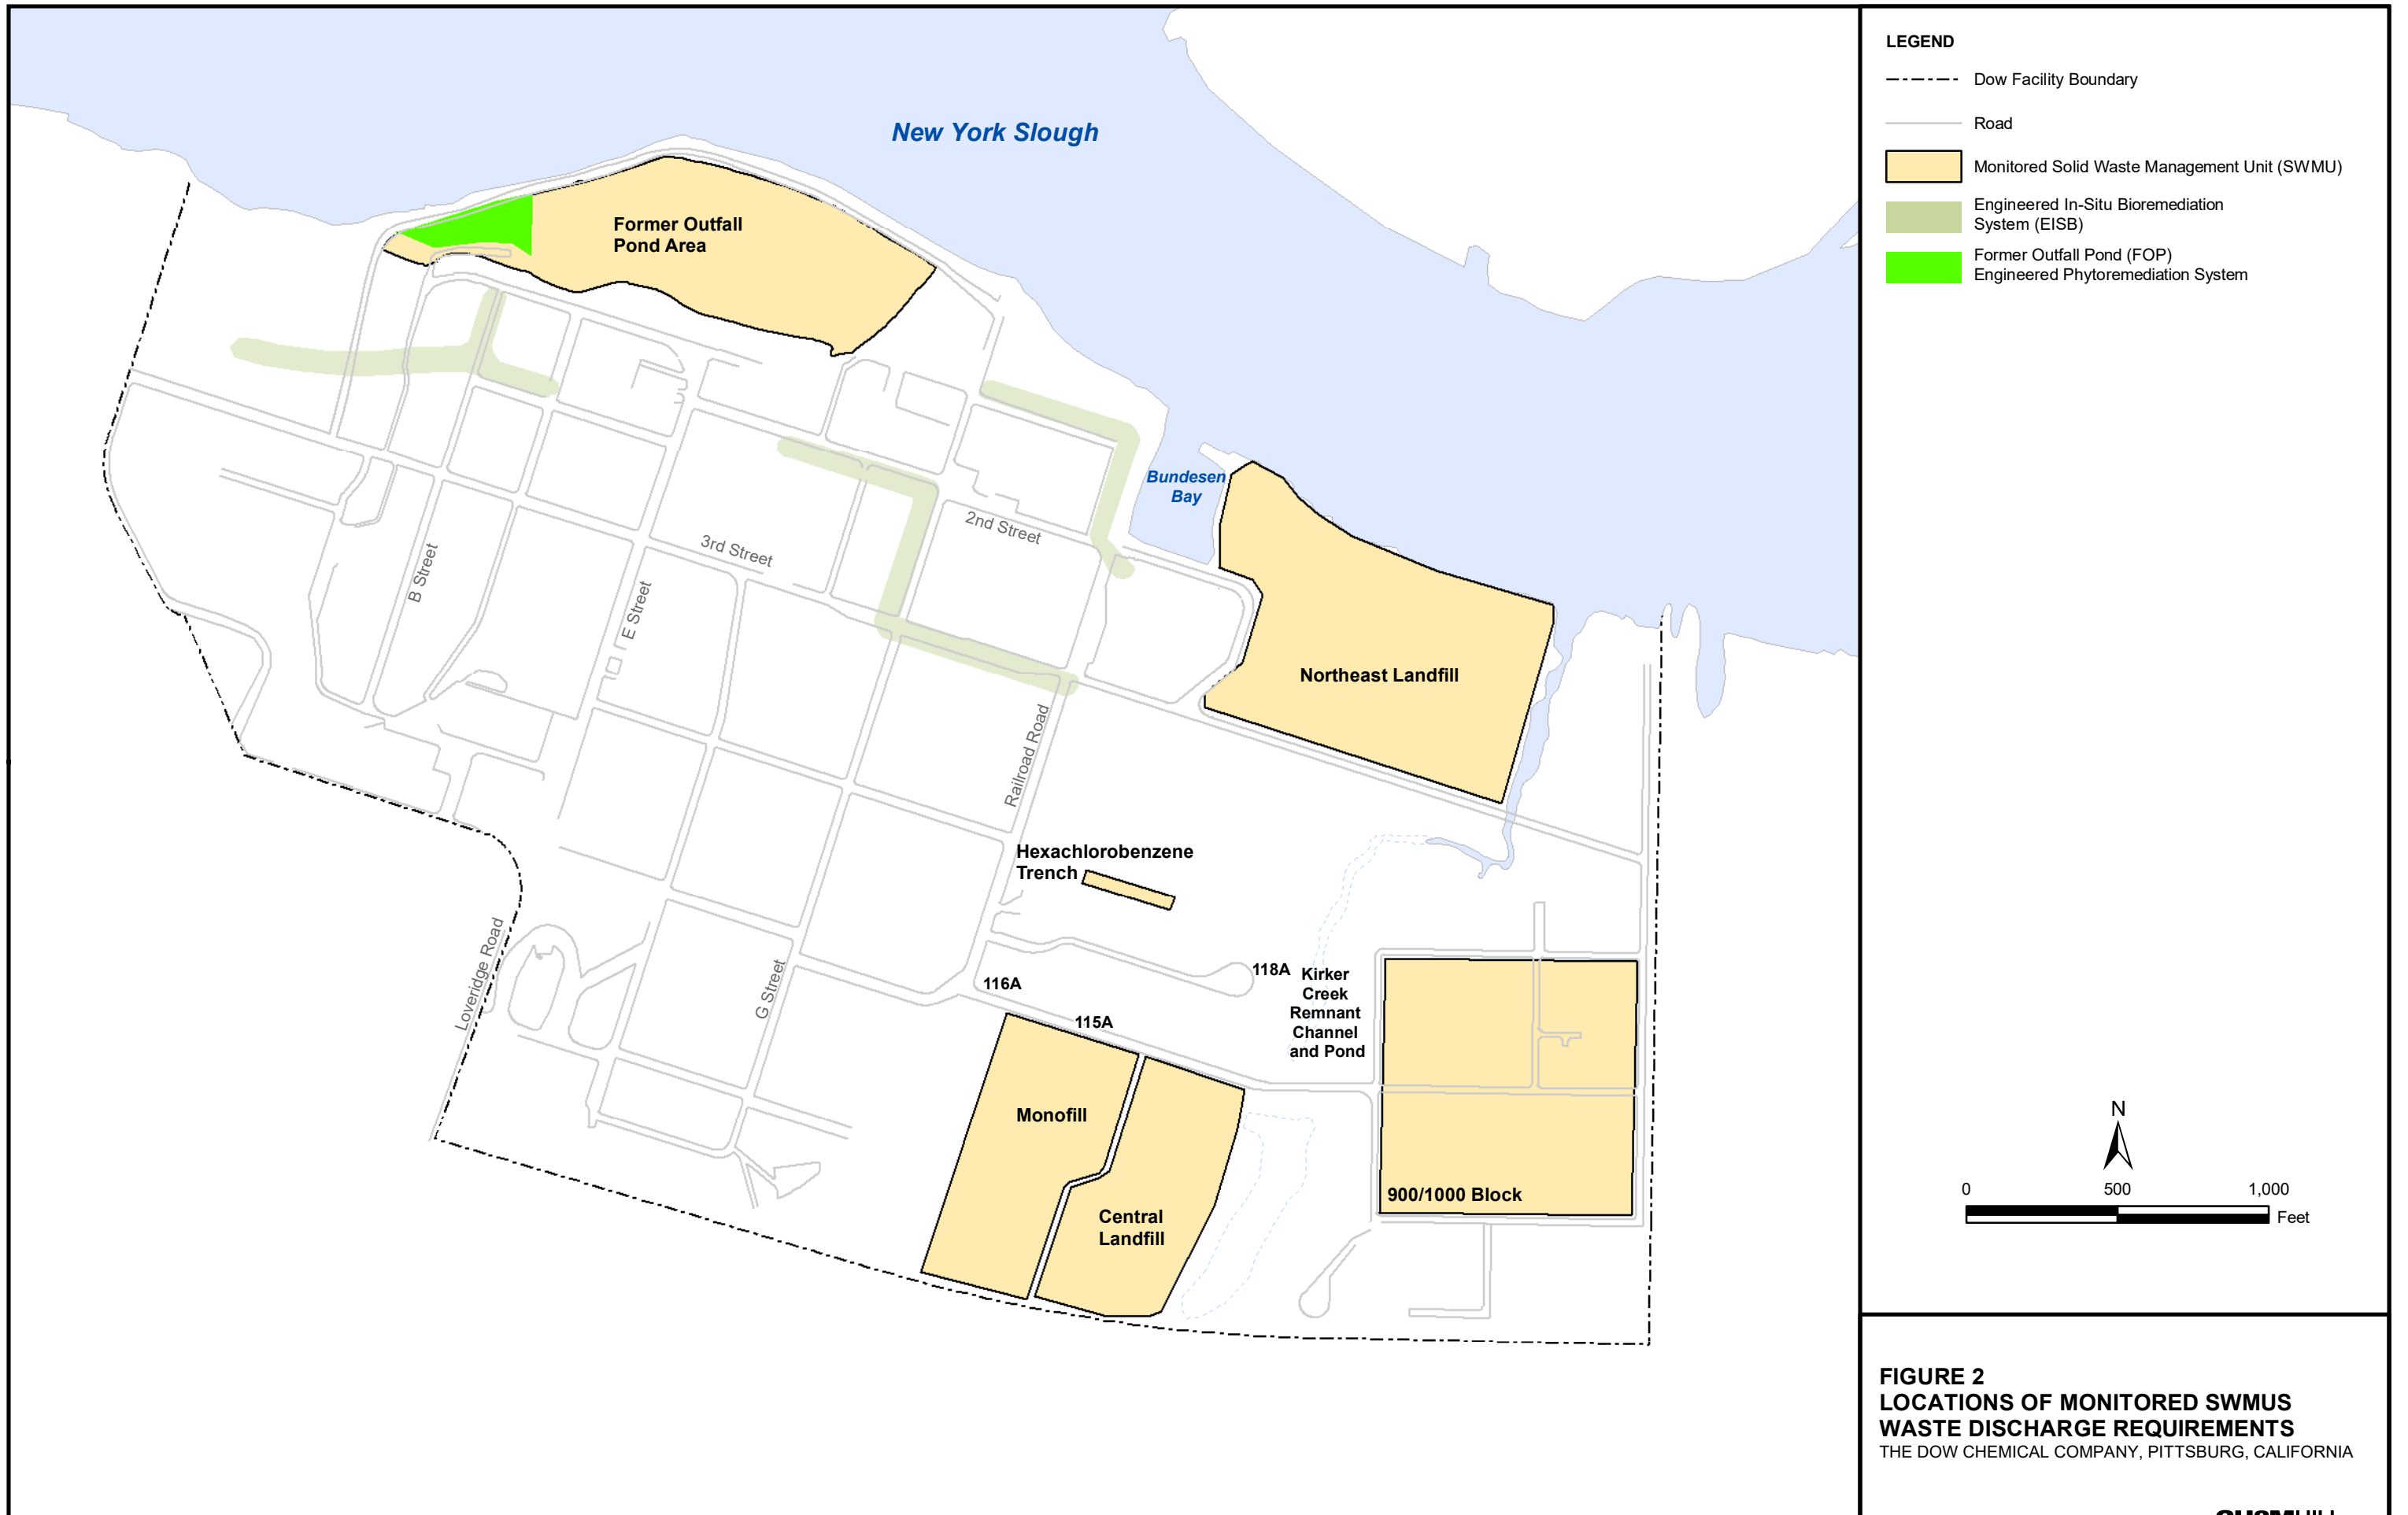 New York Slough
Former Outfall
Pond Area
Bundesen
Bay
2nd Street
3rd Street
B Street
E Street
Northeast Landfill
Railroad Road
Hexachlorobenzene
Trench
Loveridge Road
G Street
118A
116A
115A
Kirker
Creek
Remnant
Channel
and Pond
Monofill
Central
Landfill
900/1000 Block
LEGEND
Dow Facility Boundary
Road
Monitored Solid Waste Management Unit (SWMU)
Engineered In-Situ Bioremediation
System (EISB)
Former Outfall Pond (FOP)
Engineered Phytoremediation System
N
0 500 1,000
Feet
FIGURE 2
LOCATIONS OF MONITORED SWMUS
WASTE DISCHARGE REQUIREMENTS
THE DOW CHEMICAL COMPANY, PITTSBURG, CALIFORNIA